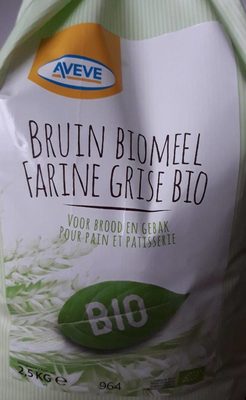 AVEVE
BRUIN BIOMEEL
FARINE GRISE BIO
VOOR BROOD EN GEBAK
POUR PAIN ET PATISSERIE
BIO
2,5 KG e
964